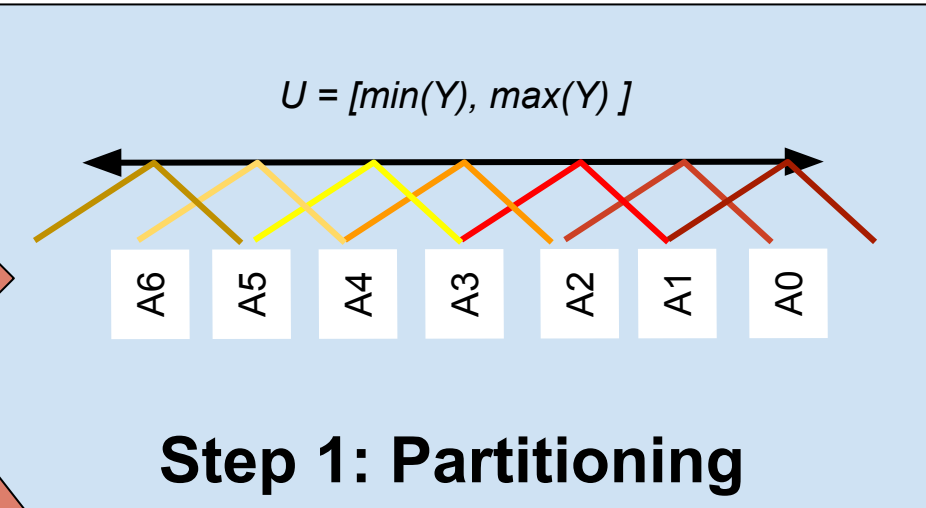 U = [min(Y), max(Y) ]
A6
A5
A4
A3
A2
A1
A0
Step 1: Partitioning